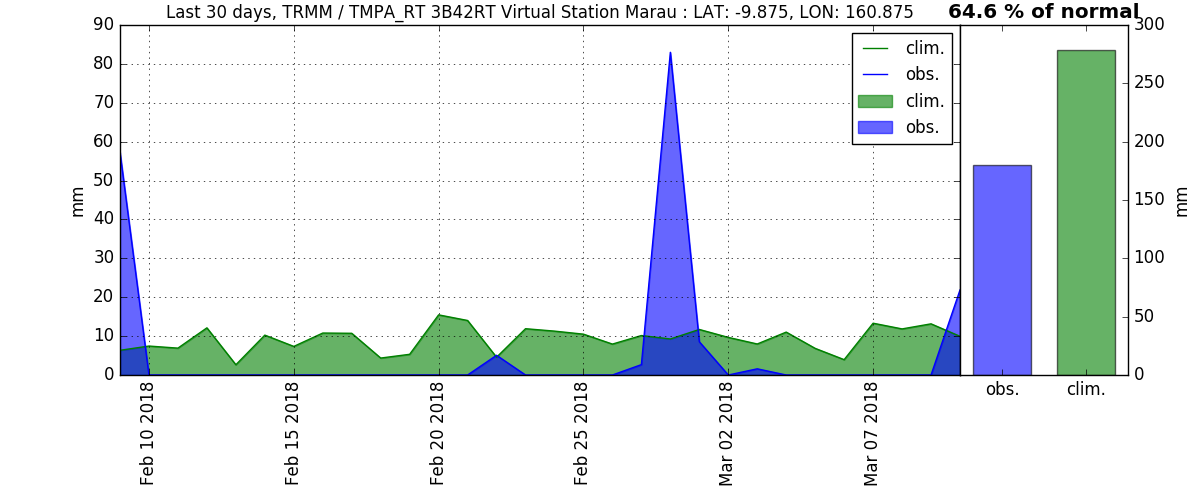 Last 30 days, TRMM / TMPA_RT 3B42RT Virtual Station Marau : LAT: -9.875, LON: 160.875
64.6 % of normal
90
80
70
60
50
40
30
20
10
0
mm
clim.
obs.
clim.
obs.
300
250
200
150
100
50
0
mm
Feb 10 2018
Feb 15 2018
Feb 20 2018
Feb 25 2018
Mar 02 2018
Mar 07 2018
obs.
clim.